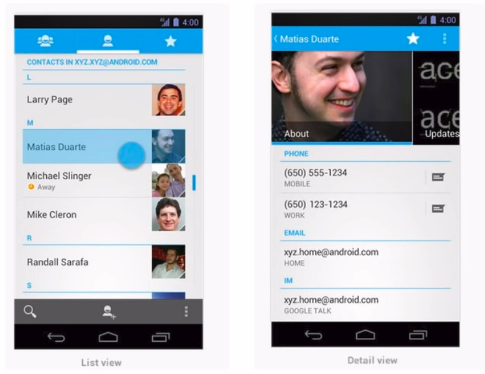 4:00
CONTACTS IN XYZ.XYZ@ANDROID.COM
L
Larry Page
M
Matias Duarte
Michael Slinger
Away
Mike Cleron
R
Randall Sarafa
S
List view
4:00
Matias Duarte
ace
ace
About
Updates
PHONE
(650) 555-1234
MOBILE
(650) 123-1234
WORK
EMAIL
xyz.home@android.com
HOME
IM
xyz.home@android.com
GOOGLE TALK
Detail view